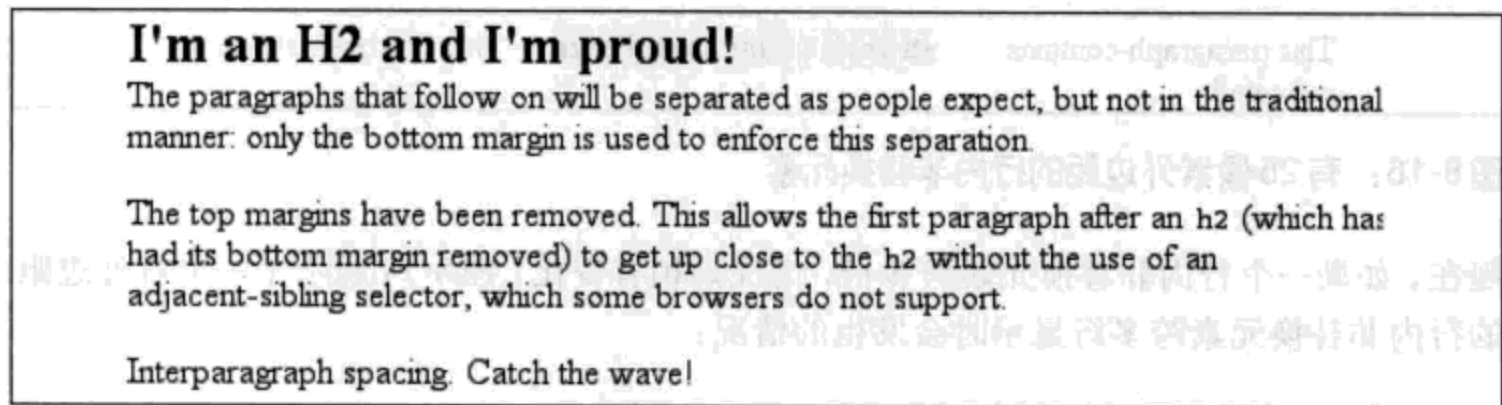 I'm an H2 and I'm proud!
The paragraphs that follow on will be separated as people expect, but not in the traditional
manner: only the bottom margin is used to enforce this separation.
The top margins have been removed. This allows the first paragraph after an h2 (which has
had its bottom margin removed) to get up close to the h2 without the use of an
adjacent-sibling selector, which some browsers do not support.
Interparagraph spacing. Catch the wave!